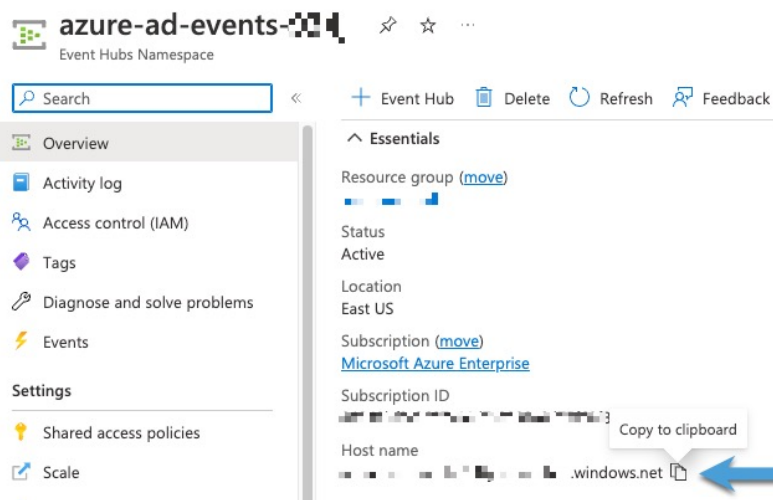 azure-ad-events-
Event Hubs Namespace
Search
Overview
Activity log
Access control (IAM)
Tags
Diagnose and solve problems
Events
Settings
Shared access policies
Scale
Event Hub
Delete
Refresh
Feedback
Essentials
Resource group (move)
Status
Active
Location
East US
Subscription (move)
Microsoft Azure Enterprise
Subscription ID
Copy to clipboard
Host name
.windows.net